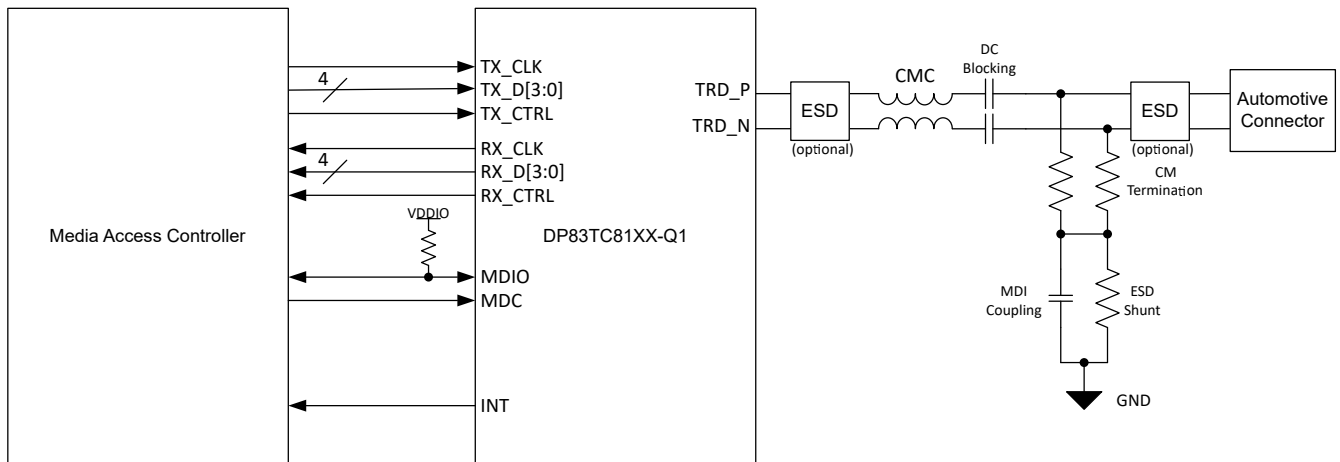 Media Access Controller
4
4
VDDIO
TX_CLK
TX_D[3:0]
TX_CTRL
RX_CLK
RX_D[3:0]
RX_CTRL
MDIO
MDC
INT
DP83TC81XX-Q1
TRD_P
TRD_N
ESD
(optional)
CMC
DC
Blocking
ESD
(optional)
Automotive
Connector
CM
Termination
MDI
Coupling
ESD
Shunt
GND